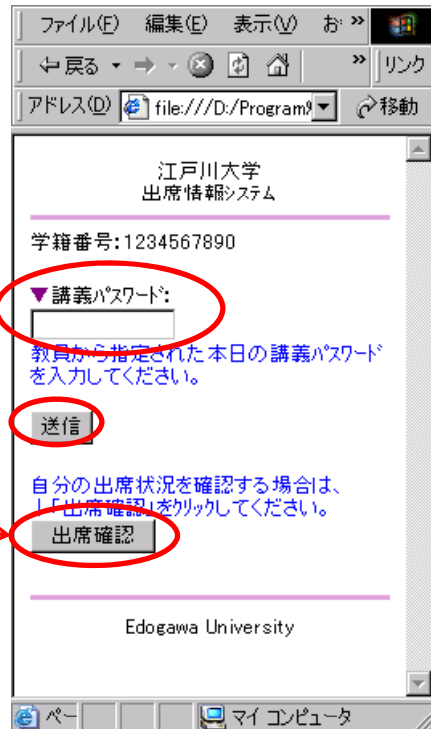 ファイル(F) 編集(E) 表示(V) お »
戻る » リンク
アドレス(D) file:///D:/Program 移動
江戸川大学
出席情報ｼｽﾃﾑ
学籍番号:1234567890
▼講義ﾊﾟｽﾜｰﾄﾞ:
教員から指定された本日の講義ﾊﾟｽﾜｰﾄﾞ
を入力してください。
送信
自分の出席状況を確認する場合は、
「出席確認」をｸﾘｯｸしてください。
出席確認
Edogawa University
ペー マイ コンピュータ